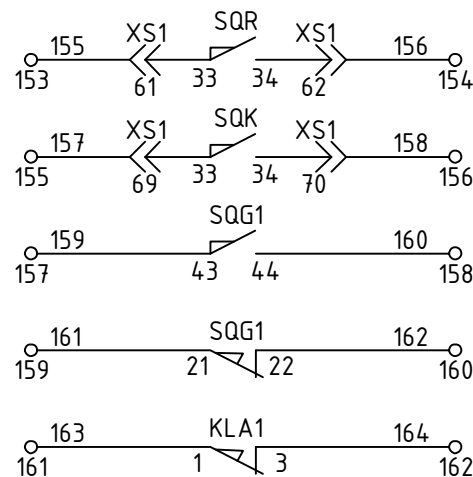 SQR
155 XS1 XS1 156
153 61 33 34 62 154
SQK
157 XS1 XS1 158
155 69 33 34 70 156
SQG1
159 160
157 43 44 158
SQG1
161 162
159 21 22 160
KLA1
163 164
161 1 3 162